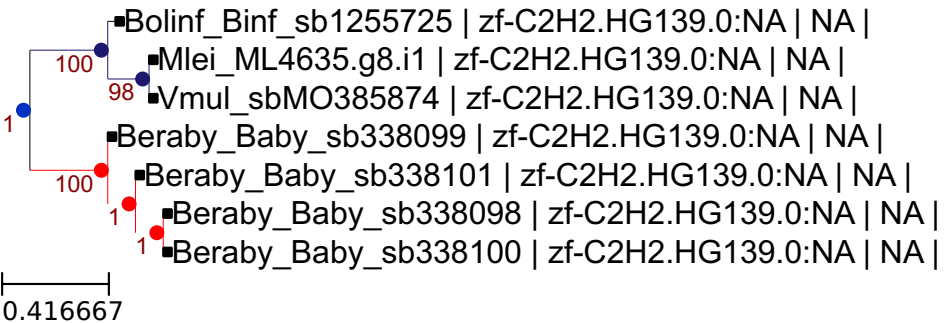 Bolinf_Binf_sb1255725 | zf-C2H2.HG139.0:NA | NA |
100
Mlei_ML4635.g8.i1 | zf-C2H2.HG139.0:NA | NA |
98
Vmul_sbMO385874 | zf-C2H2.HG139.0:NA | NA |
1
Beraby_Baby_sb338099 | zf-C2H2.HG139.0:NA | NA |
100
Beraby_Baby_sb338101 | zf-C2H2.HG139.0:NA | NA |
1
Beraby_Baby_sb338098 | zf-C2H2.HG139.0:NA | NA |
1
Beraby_Baby_sb338100 | zf-C2H2.HG139.0:NA | NA |
0.416667